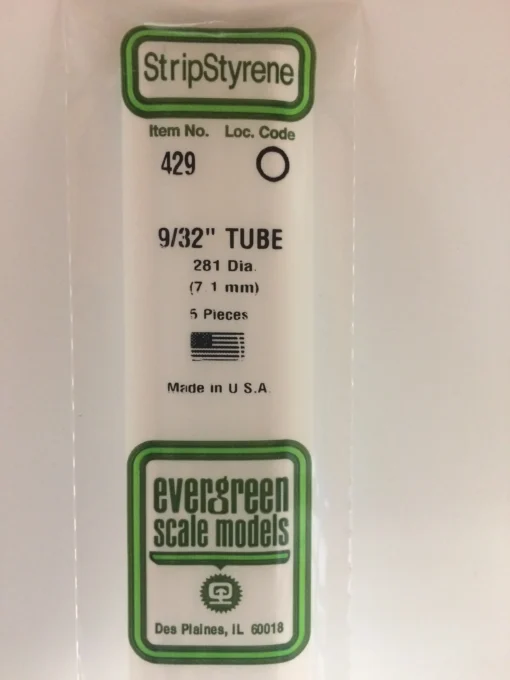 StripStyrene
Item No. Loc. Code
429
9/32" TUBE
281 Dia.
(7.1 mm)
5 Pieces
Made in U S.A.
evergreen
scale models
Des Plaines, IL 60018